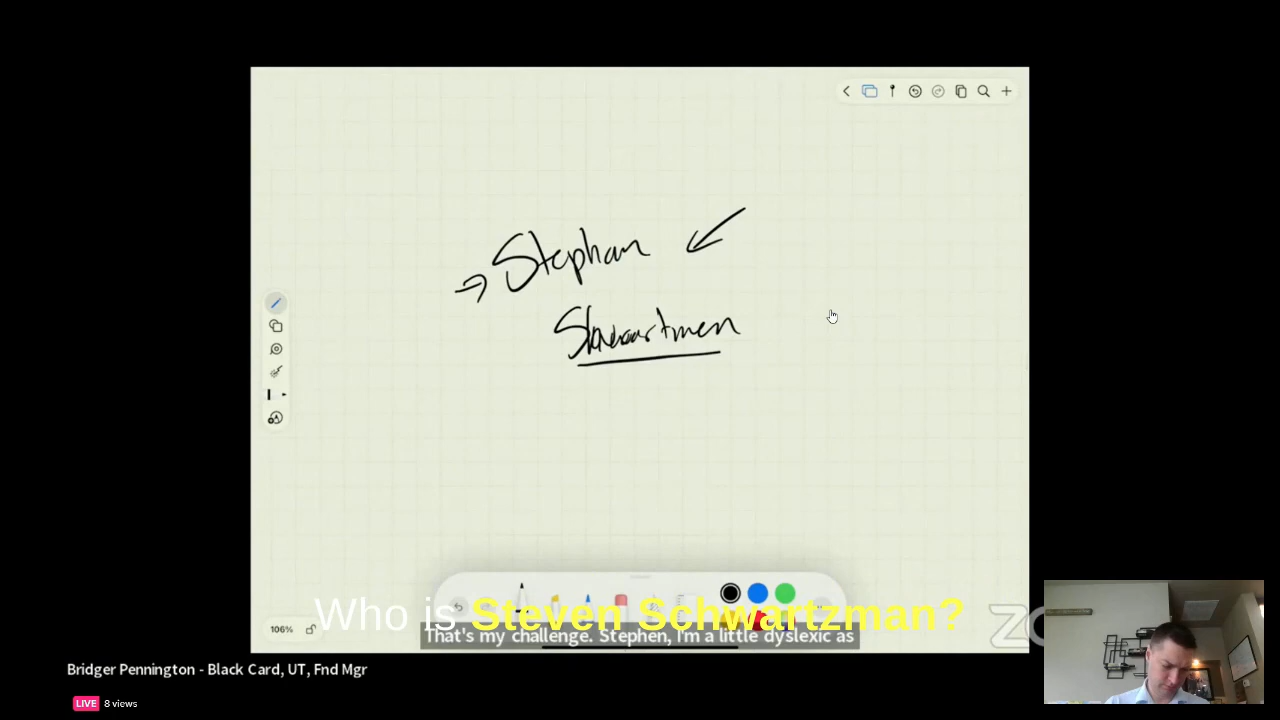 Stephan
Shwartmen
106%
Who is Steven Schwartzman?
That's my challenge. Stephen, I'm a little dyslexic as
Bridger Pennington - Black Card, UT, Fnd Mgr
LIVE 8 views